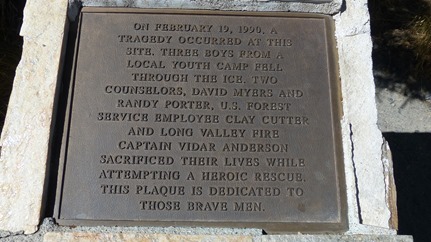 ON FEBRUARY 19, 1990, A
TRAGEDY OCCURRED AT THIS
SITE. THREE BOYS FROM A
LOCAL YOUTH CAMP FELL
THROUGH THE ICE. TWO
COUNSELORS, DAVID MYERS AND
RANDY PORTER, U.S. FOREST
SERVICE EMPLOYEE CLAY CUTTER
AND LONG VALLEY FIRE
CAPTAIN VIDAR ANDERSON
SACRIFICED THEIR LIVES WHILE
ATTEMPTING A HEROIC RESCUE.
THIS PLAQUE IS DEDICATED TO
THOSE BRAVE MEN.